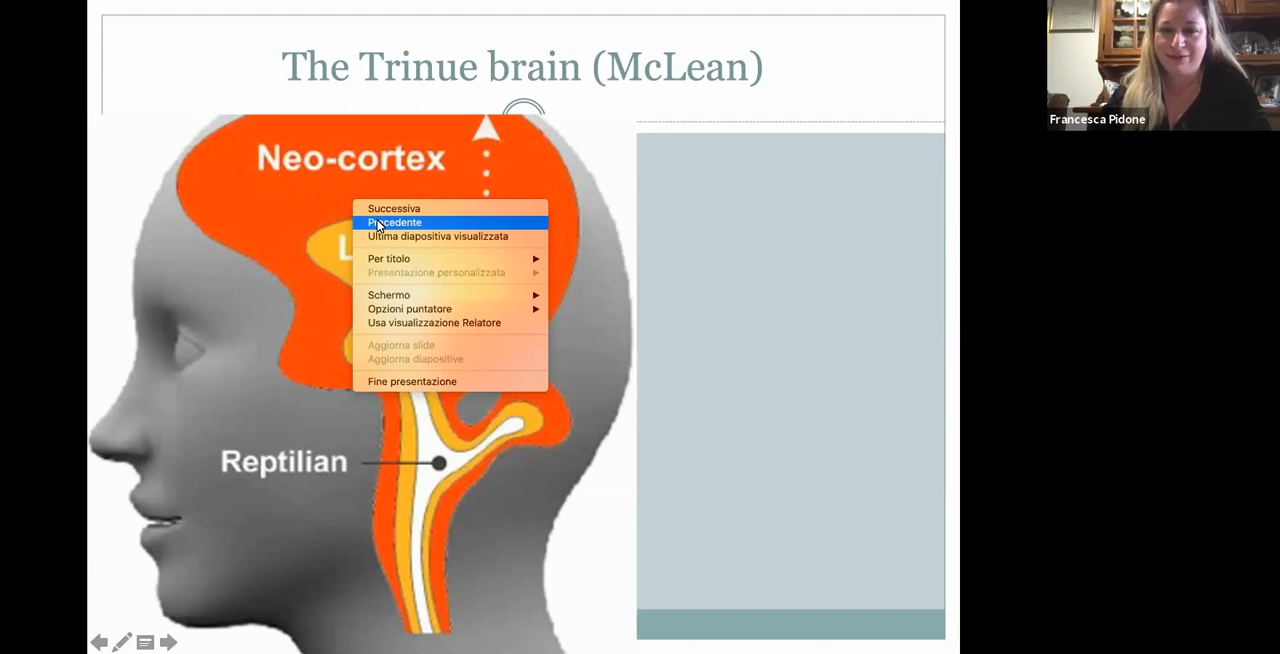 The Trinue brain (McLean)
Francesca Pidone
Neo-cortex
L
Successiva
Precedente
Ultima diapositiva visualizzata
Per titolo
Presentazione personalizzata
Schermo
Opzioni puntatore
Usa visualizzazione Relatore
Aggiorna slide
Aggiorna diapositive
Fine presentazione
Reptilian